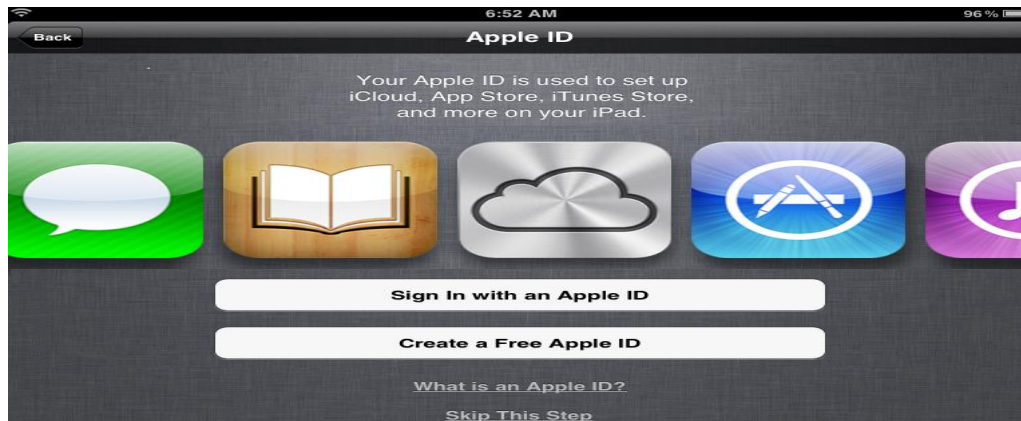 6:52 AM
96%
Back
Apple ID
Your Apple ID is used to set up
iCloud, App Store, iTunes Store,
and more on your iPad.
Sign In with an Apple ID
Create a Free Apple ID
What is an Apple ID?
Skip This Step